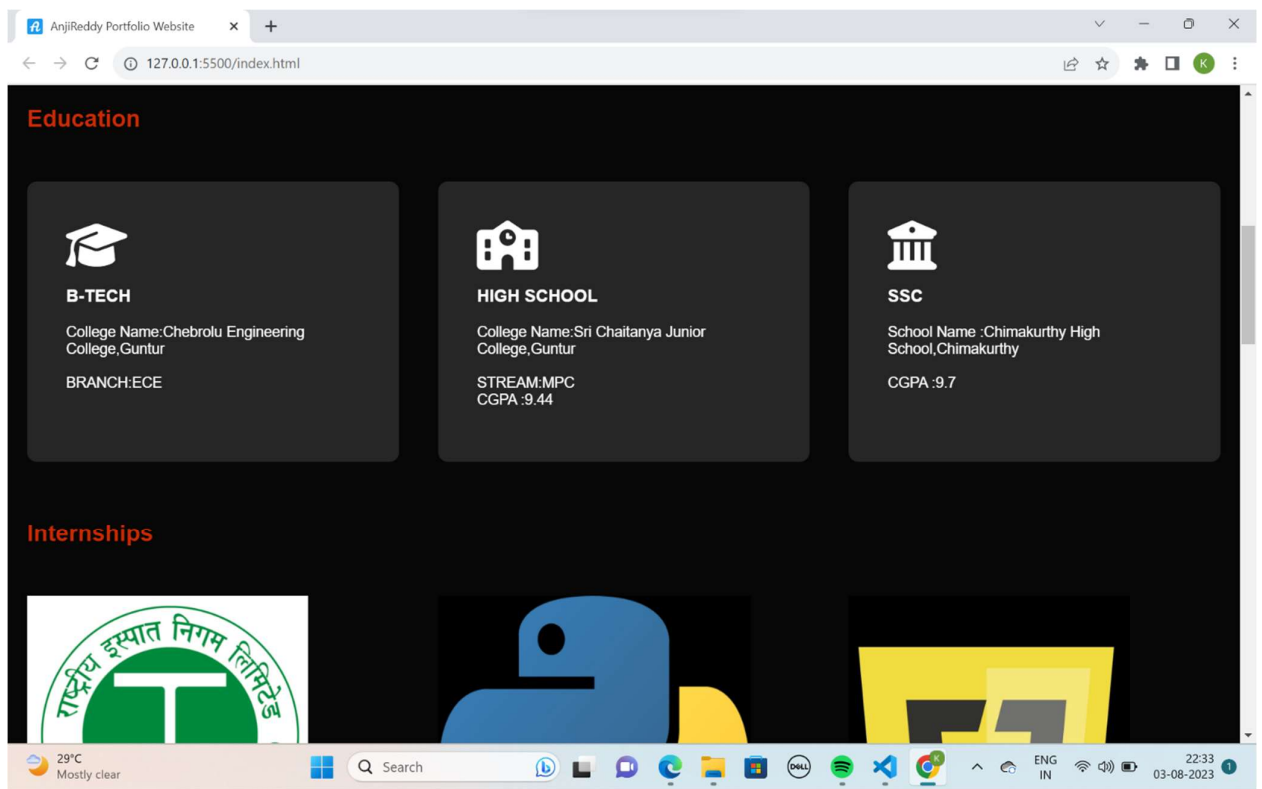 AnjiReddy Portfolio Website
127.0.0.1:5500/index.html
K
Education
B-TECH
College Name:Chebrolu Engineering
College,Guntur
BRANCH:ECE
HIGH SCHOOL
College Name:Sri Chaitanya Junior
College,Guntur
STREAM:MPC
CGPA :9.44
SSC
School Name :Chimakurthy High
School,Chimakurthy
CGPA :9.7
Internships
राष्ट्रीय इस्पात निगम लिमिटेड
29°C
Mostly clear
Search
DELL
K
ENG
IN
22:33
03-08-2023
1